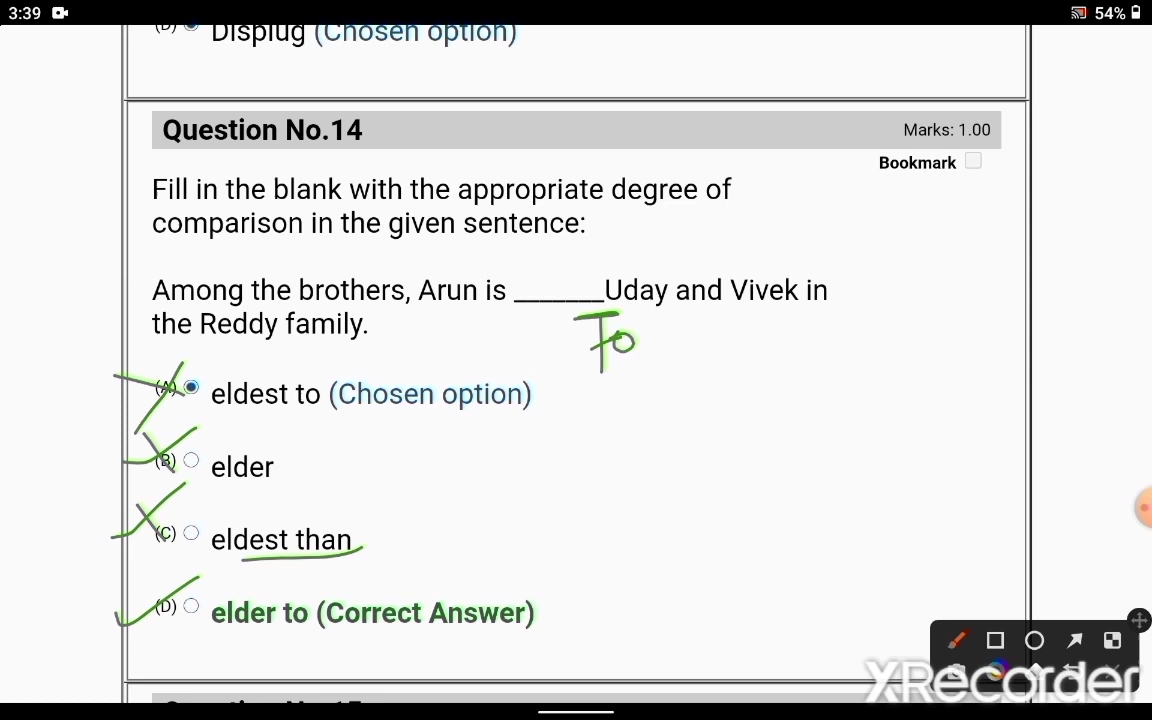 3:39
54%
(D) Displug (Chosen option)
Question No.14
Marks: 1.00
Bookmark
Fill in the blank with the appropriate degree of
comparison in the given sentence:
Among the brothers, Arun is _______Uday and Vivek in
the Reddy family.
To
(A) eldest to (Chosen option)
(B) elder
(C) eldest than
(D) elder to (Correct Answer)
XRecorder